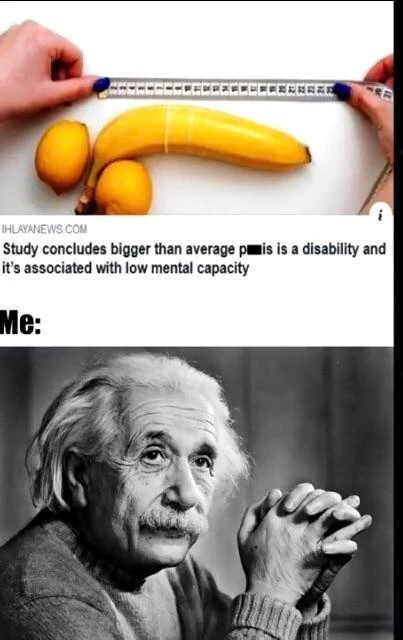 IHLAYANEWS.COM
Study concludes bigger than average p■■is is a disability and
it's associated with low mental capacity
Me: